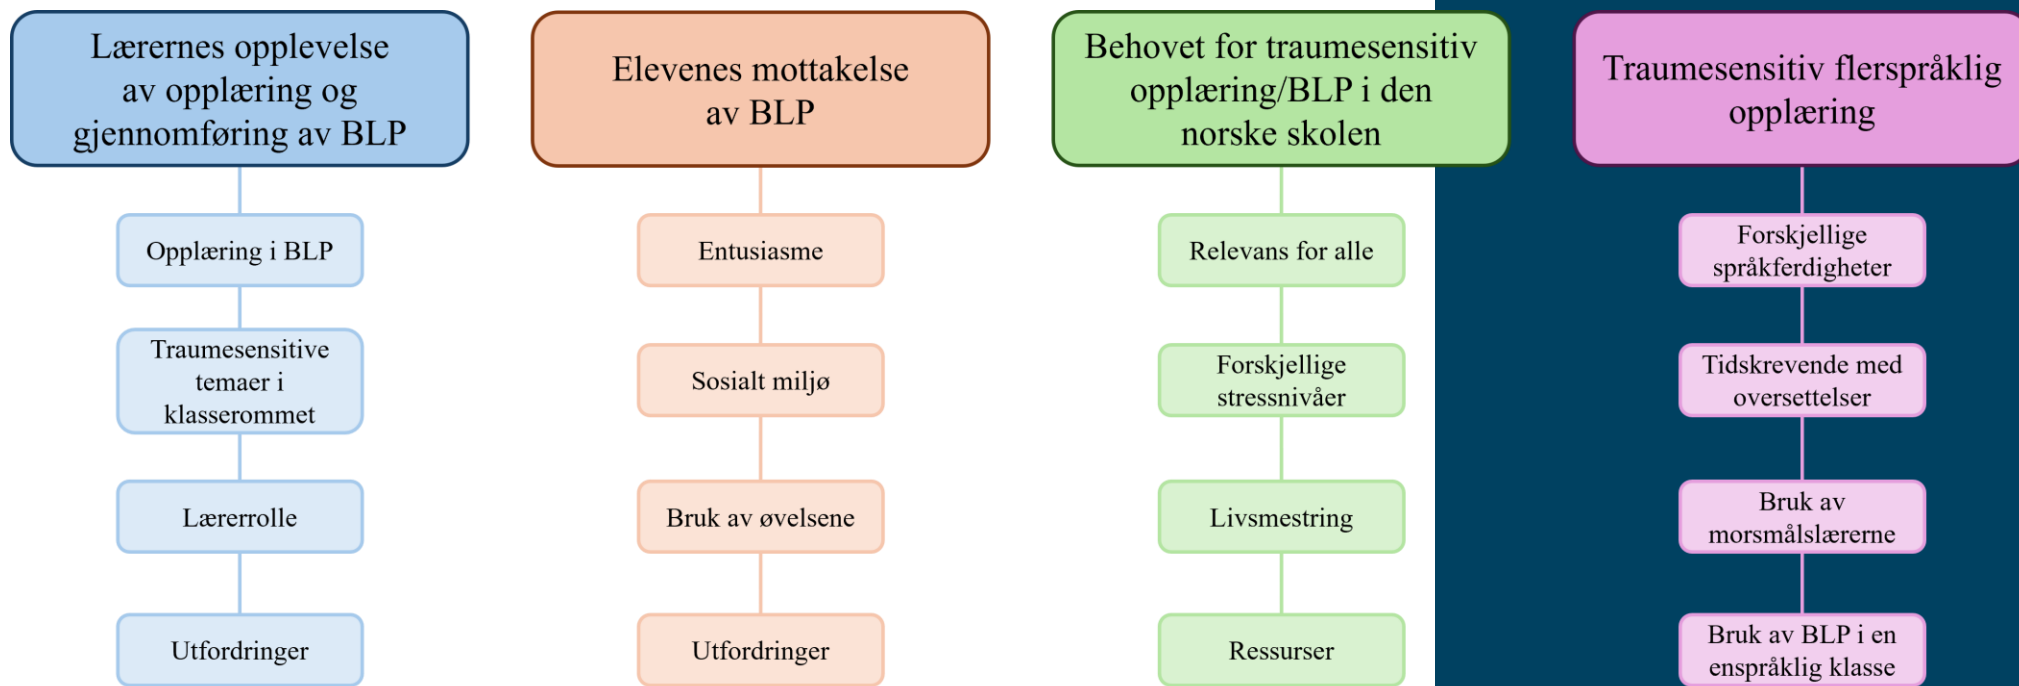 Lærernes opplevelse
av opplæring og
gjennomføring av BLP
Opplæring i BLP
Traumesensitive
temaer i
klasserommet
Lærerrolle
Utfordringer
Elevenes mottakelse
av BLP
Entusiasme
Sosialt miljø
Bruk av øvelsene
Utfordringer
Behovet for traumesensitiv
opplæring/BLP i den
norske skolen
Relevans for alle
Forskjellige
stressnivåer
Livsmestring
Ressurser
Traumesensitiv flerspråklig
opplæring
Forskjellige
språkferdigheter
Tidskrevende med
oversettelser
Bruk av
morsmålslærerne
Bruk av BLP i en
enspråklig klasse